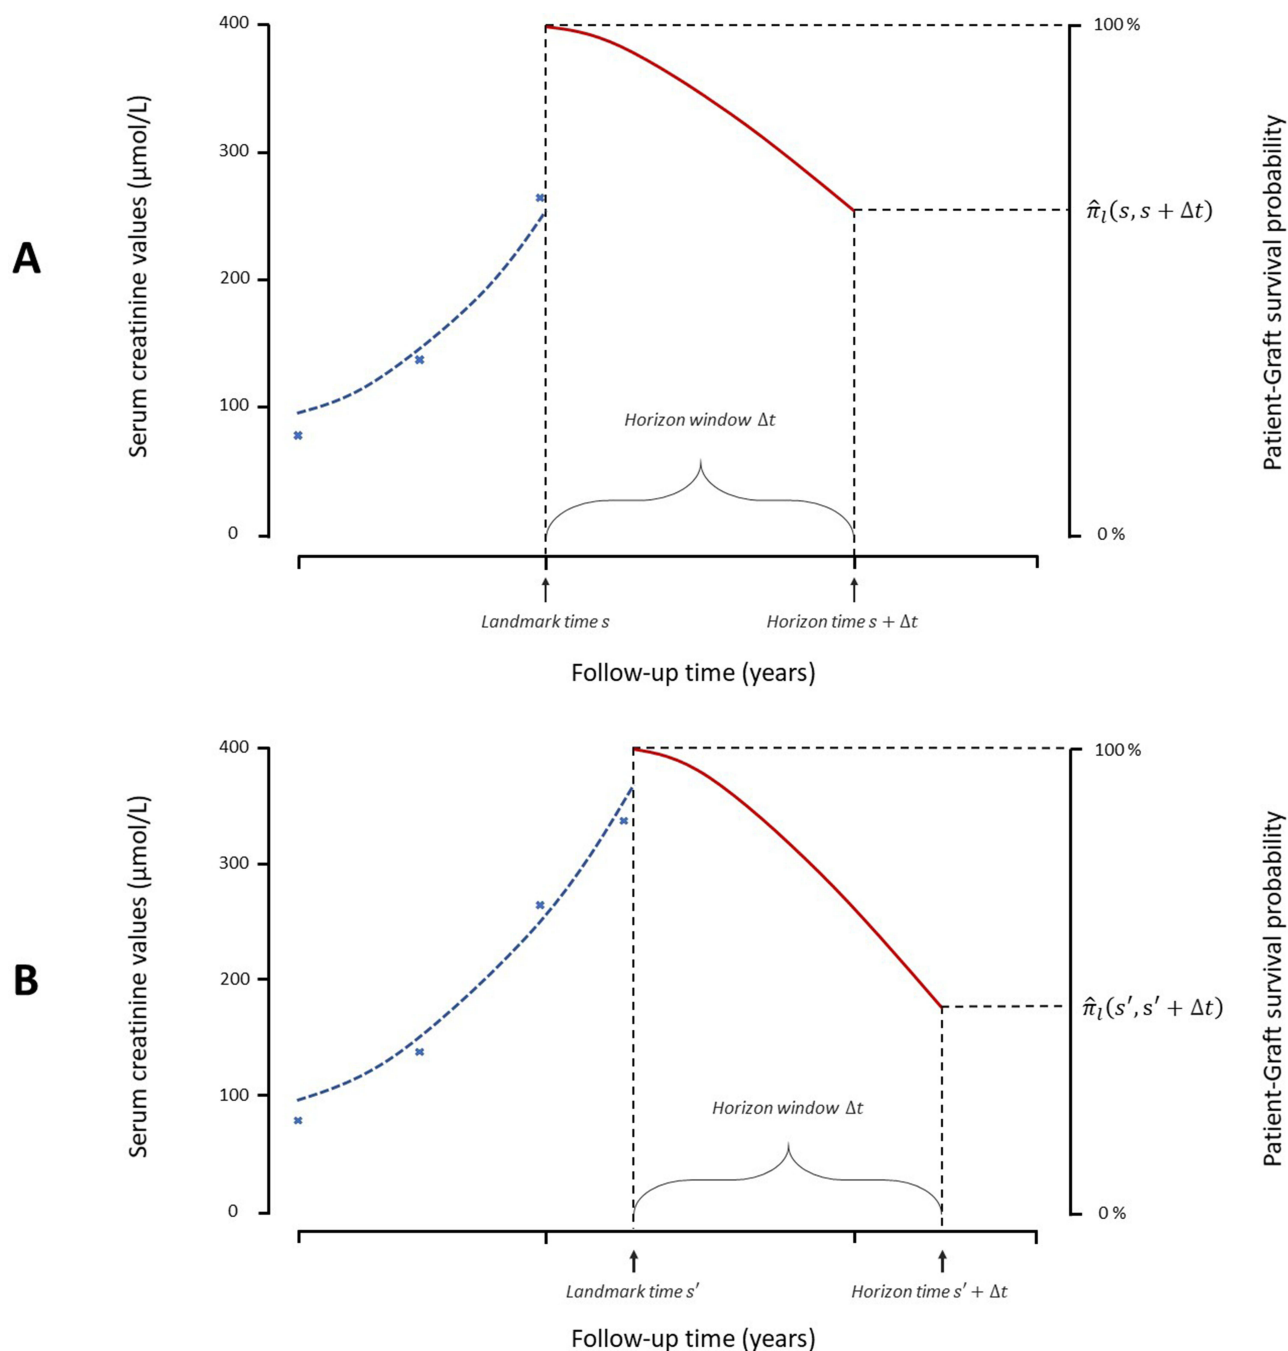 A
Serum creatinine values (µmol/L)
400
300
200
100
0
100 %
π̂ₗ(s, s + Δt)
0 %
Patient-Graft survival probability
Horizon window Δt
Landmark time s
Horizon time s + Δt
Follow-up time (years)
B
Serum creatinine values (µmol/L)
400
300
200
100
0
100 %
π̂ₗ(s′, s′ + Δt)
0 %
Patient-Graft survival probability
Horizon window Δt
Landmark time s′
Horizon time s′ + Δt
Follow-up time (years)